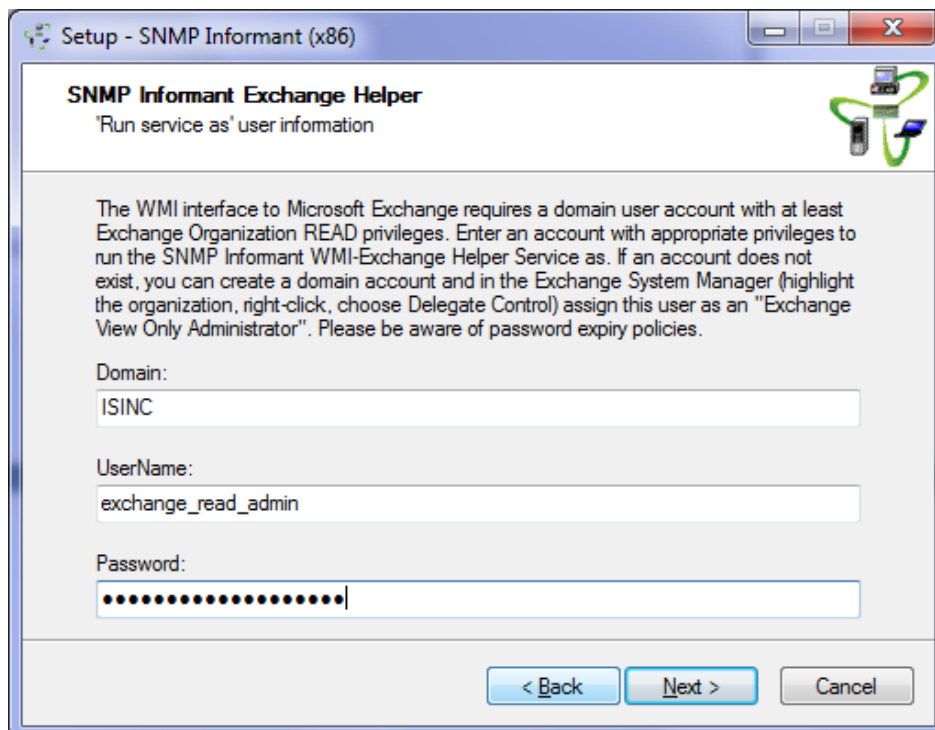 Setup - SNMP Informant (x86)
SNMP Informant Exchange Helper
'Run service as' user information
The WMI interface to Microsoft Exchange requires a domain user account with at least
Exchange Organization READ privileges. Enter an account with appropriate privileges to
run the SNMP Informant WMI-Exchange Helper Service as. If an account does not
exist, you can create a domain account and in the Exchange System Manager (highlight
the organization, right-click, choose Delegate Control) assign this user as an "Exchange
View Only Administrator". Please be aware of password expiry policies.
Domain:
ISINC
UserName:
exchange_read_admin
Password:
●●●●●●●●●●●●●●●●●●●
< Back Next > Cancel